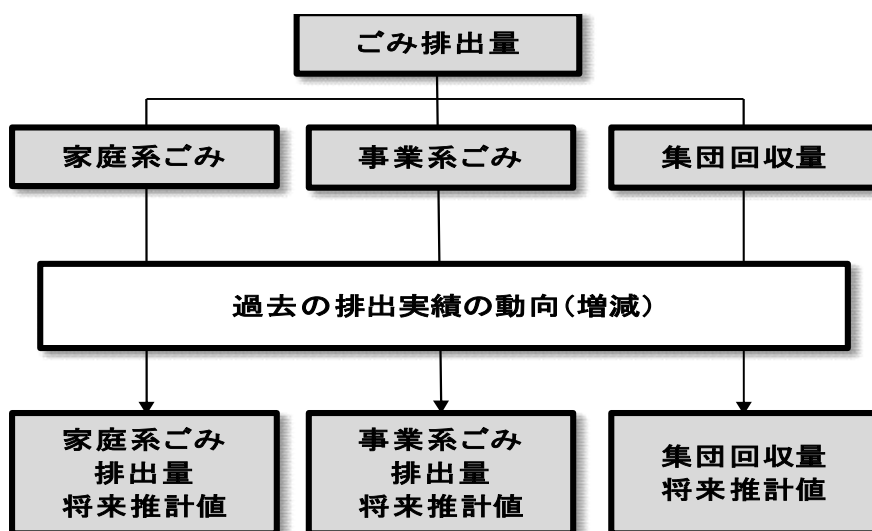 ごみ排出量
家庭系ごみ
事業系ごみ
集団回収量
過去の排出実績の動向(増減)
家庭系ごみ
排出量
将来推計値
事業系ごみ
排出量
将来推計値
集団回収量
将来推計値